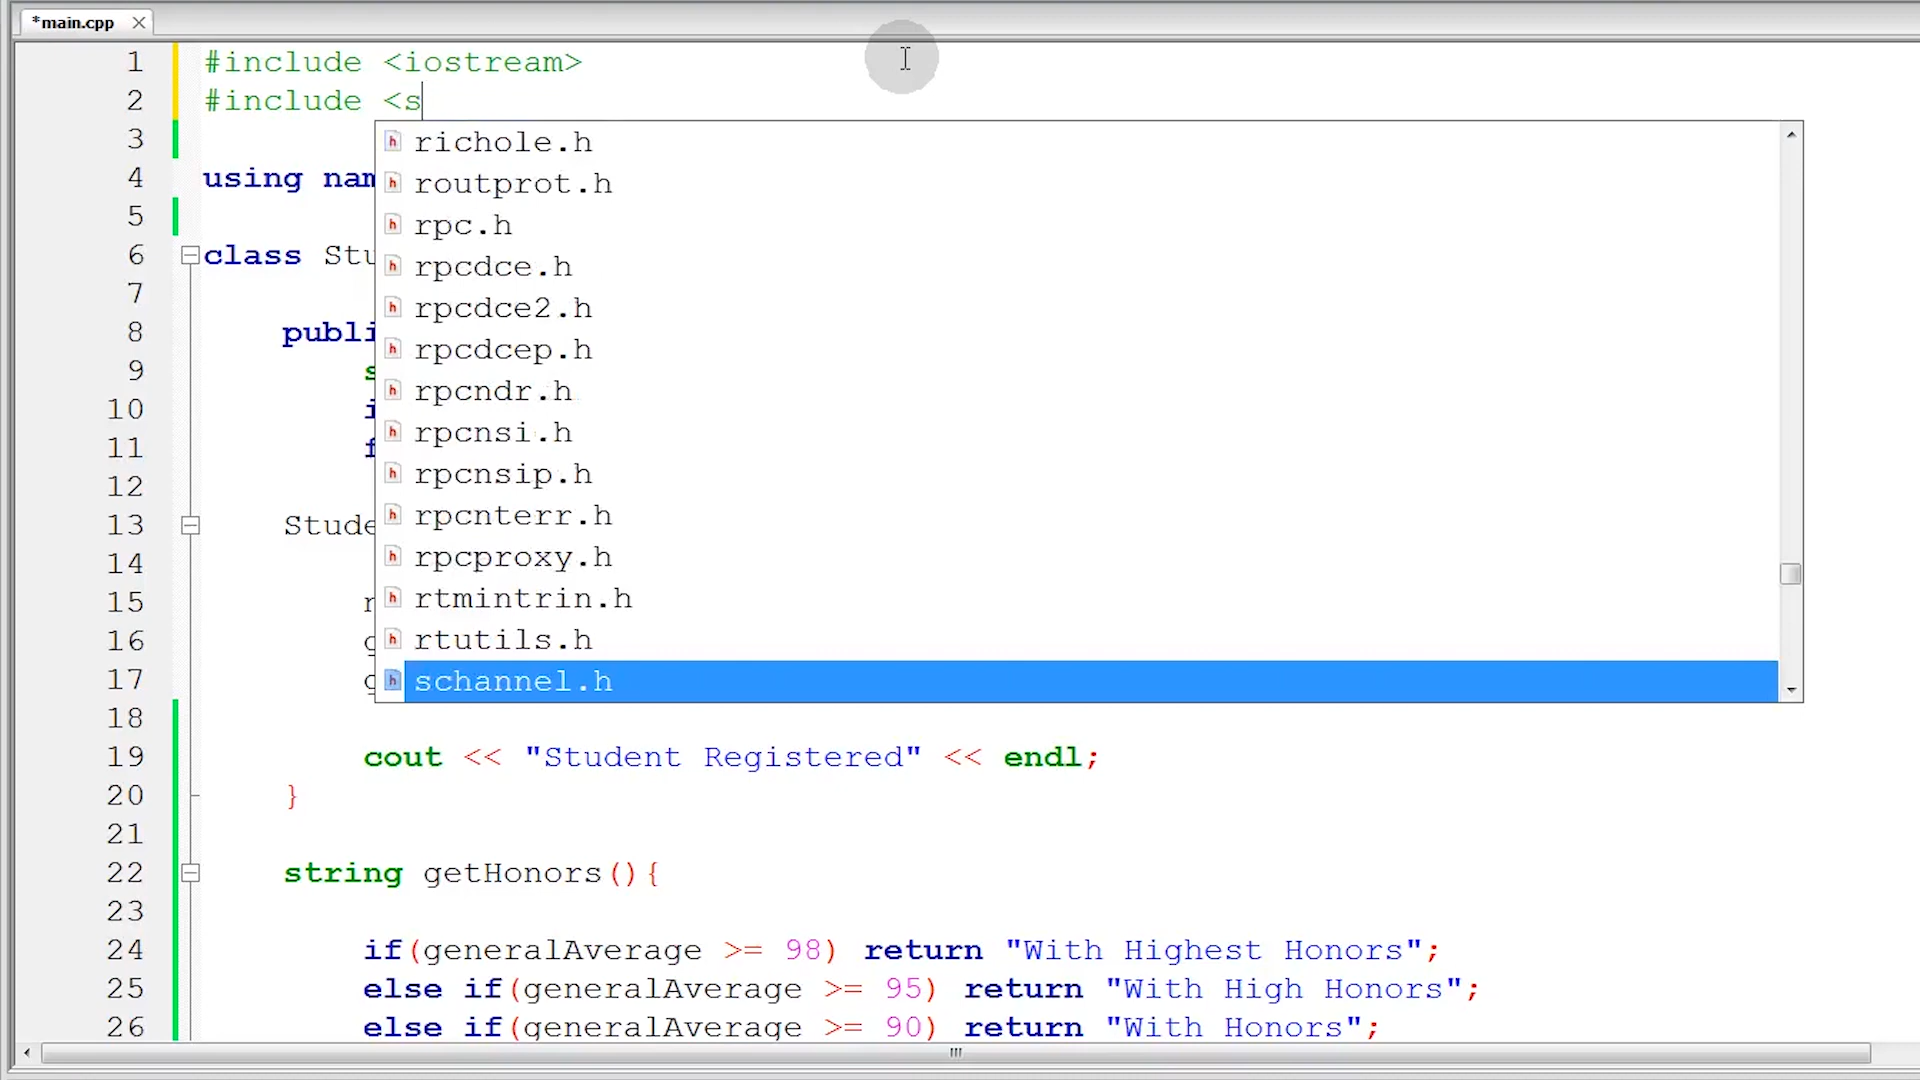 *main.cpp
1 #include <iostream>
2 #include <s
3
4 using nam
5
6 class Stu
7
8 publi
9 s
10 i
11 f
12
13 Stude
14
15
16
17
18
19 cout << "Student Registered" << endl;
20 }
21
22 string getHonors(){
23
24 if(generalAverage >= 98) return "With Highest Honors";
25 else if(generalAverage >= 95) return "With High Honors";
26 else if(generalAverage >= 90) return "With Honors";
richole.h
routprot.h
rpc.h
rpcdce.h
rpcdce2.h
rpcdcep.h
rpcndr.h
rpcnsi.h
rpcnsip.h
rpcnterr.h
rpcproxy.h
rtmintrin.h
rtutils.h
schannel.h